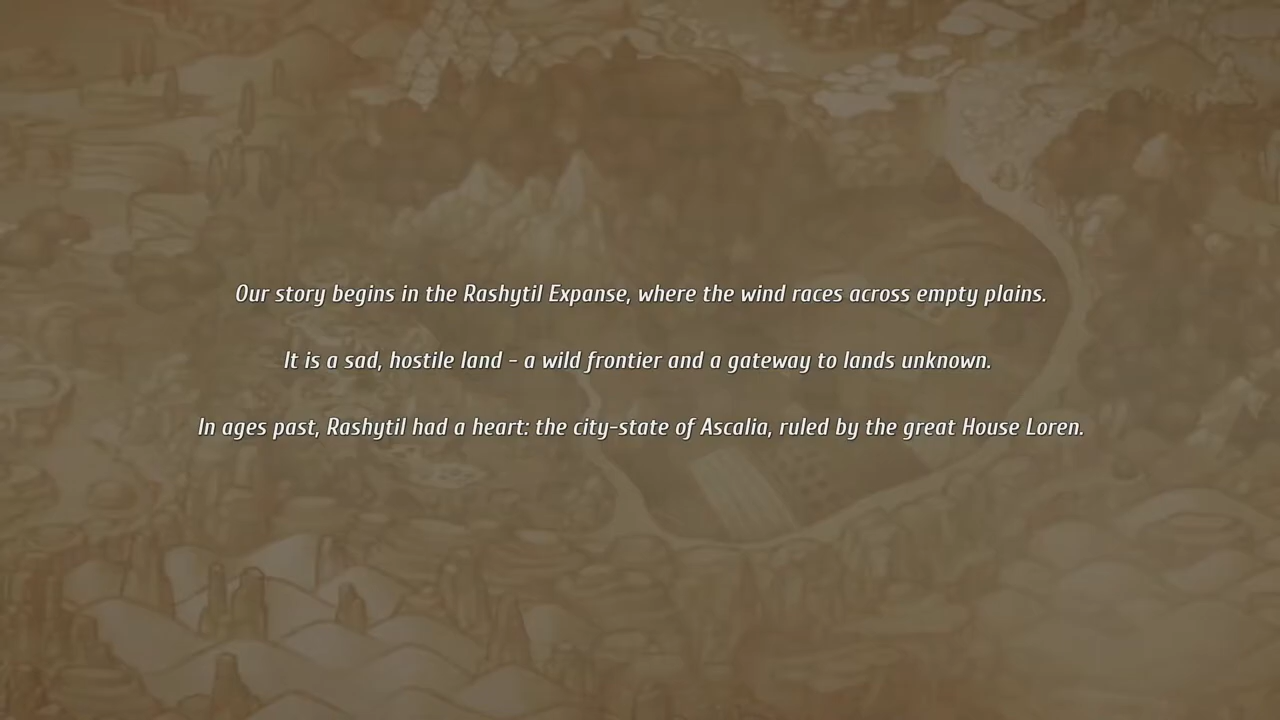 Our story begins in the Rashytil Expanse, where the wind races across empty plains.
It is a sad, hostile land - a wild frontier and a gateway to lands unknown.
In ages past, Rashytil had a heart: the city-state of Ascalia, ruled by the great House Loren.